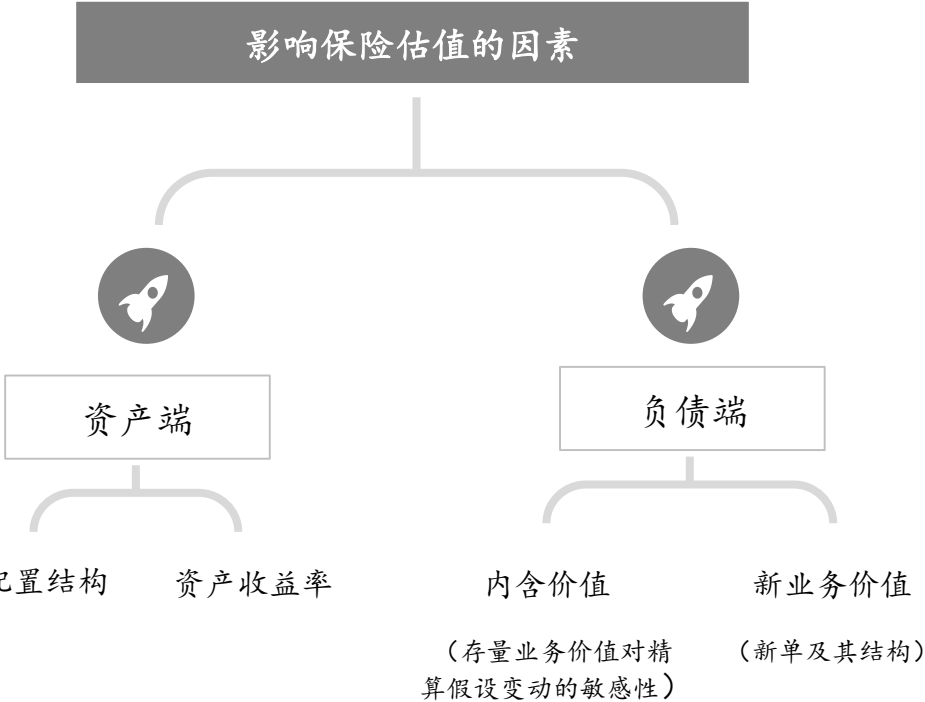 影响保险估值的因素
资产端
负债端
配置结构
资产收益率
内含价值
新业务价值
（存量业务价值对精
算假设变动的敏感性）
（新单及其结构）